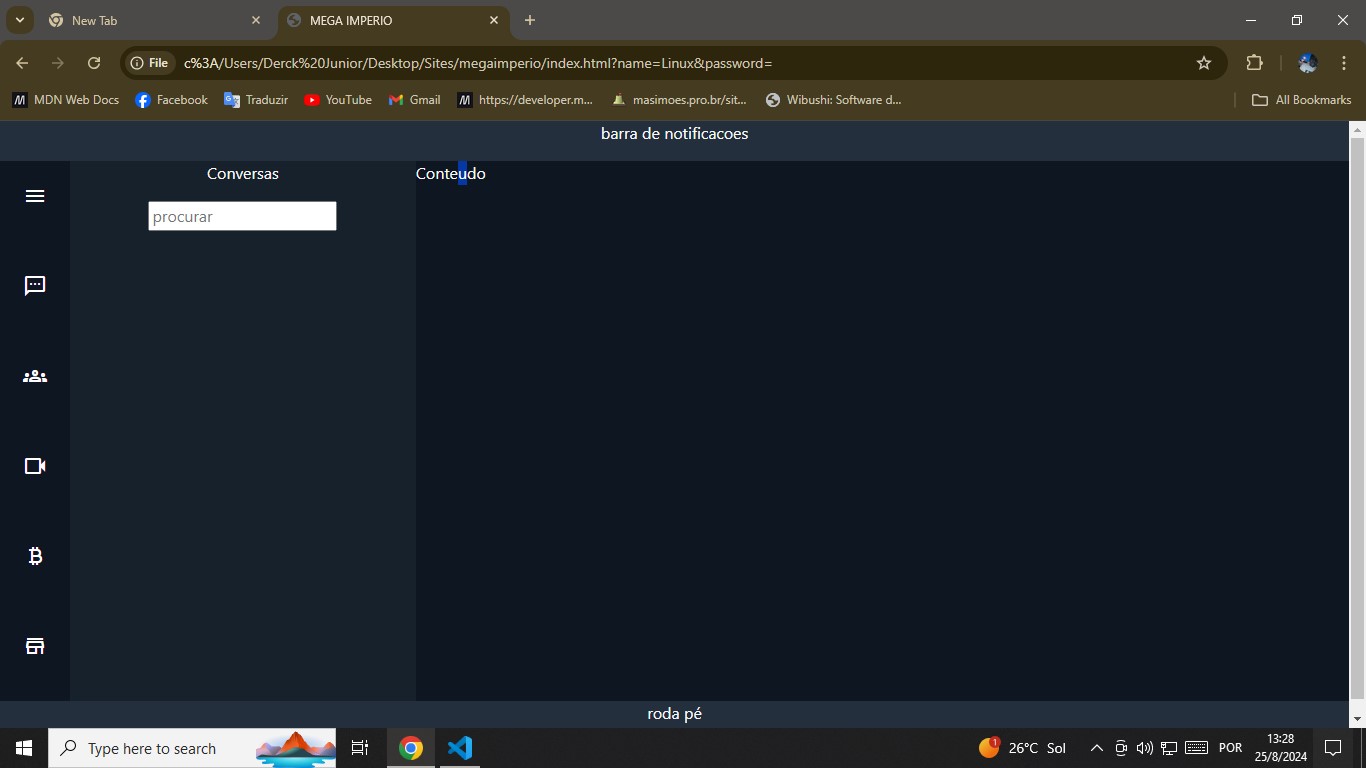 New Tab
MEGA IMPERIO
File
c%3A/Users/Derck%20Junior/Desktop/Sites/megaimperio/index.html?name=Linux&password=
MDN Web Docs
Facebook
Traduzir
YouTube
Gmail
https://developer.m...
masimoes.pro.br/sit...
Wibushi: Software d...
All Bookmarks
barra de notificacoes
Conversas
Conteudo
procurar
roda pé
Type here to search
1
26°C Sol
POR
13:28
25/8/2024